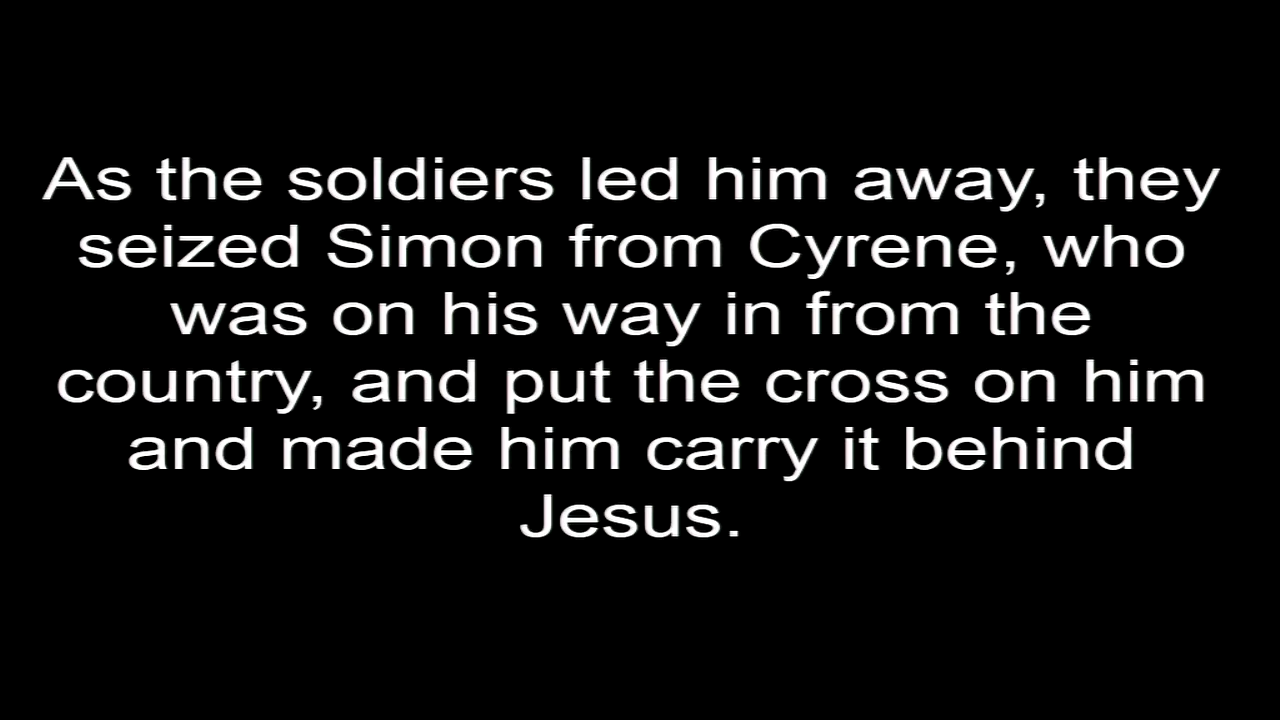 As the soldiers led him away, they
seized Simon from Cyrene, who
was on his way in from the
country, and put the cross on him
and made him carry it behind
Jesus.